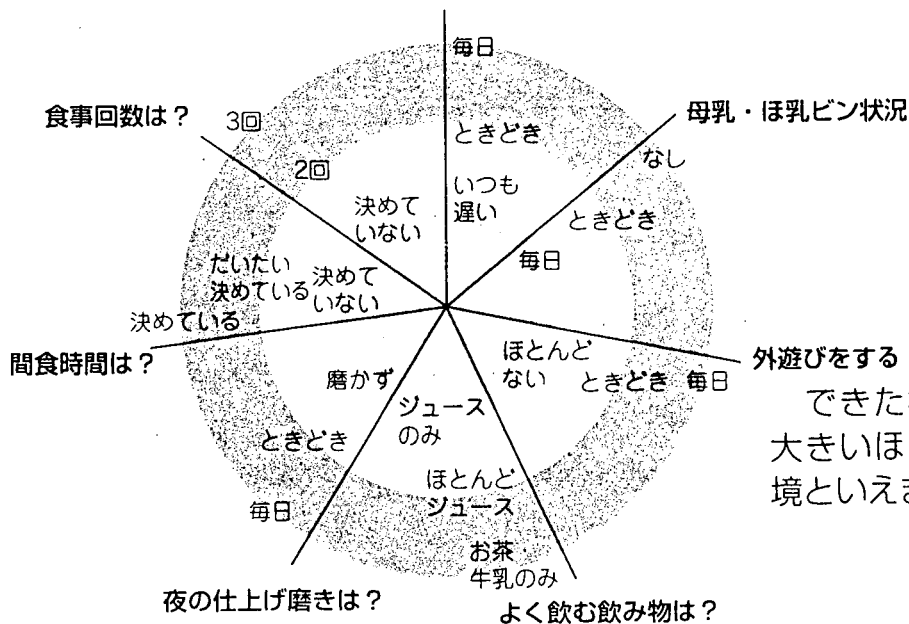 毎日
ときどき
いつも
遅い
母乳・ほ乳ビン状況
なし
ときどき
毎日
外遊びをする
ほとんど
ない
ときどき
毎日
できた
大きいほ
境といえ
よく飲む飲み物は？
ジュース
のみ
ほとんど
ジュース
お茶
牛乳のみ
夜の仕上げ磨きは？
磨かず
ときどき
毎日
間食時間は？
決めている
だいたい
決めている
決めて
いない
食事回数は？
3回
2回
決めて
いない